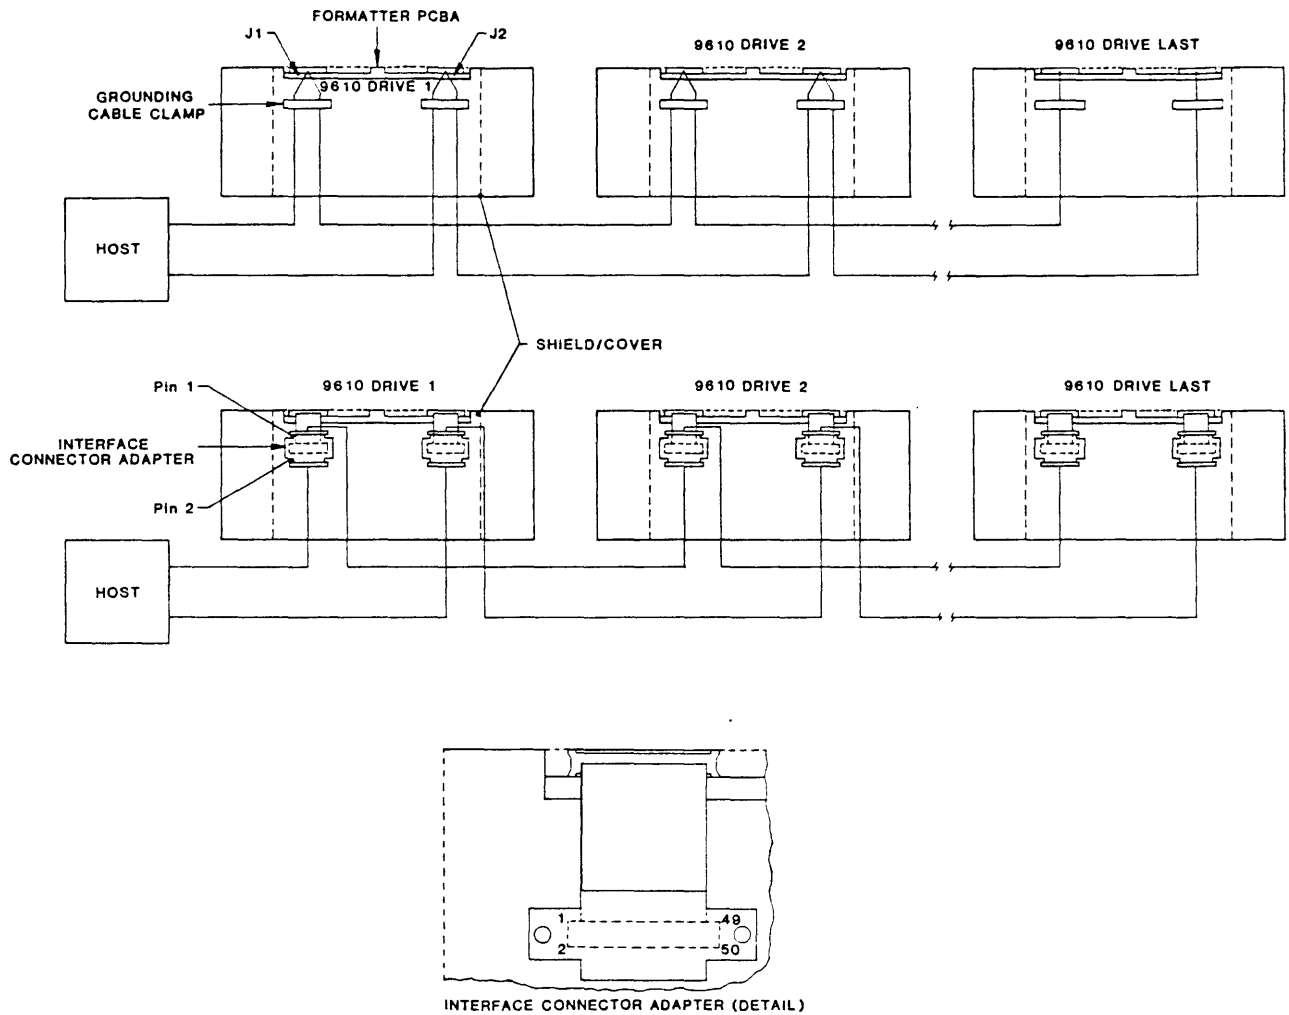 FORMATTER PCBA
J1
J2
9610 DRIVE 2
9610 DRIVE LAST
9610 DRIVE 1
GROUNDING
CABLE CLAMP
HOST
SHIELD/COVER
Pin 1
9610 DRIVE 1
9610 DRIVE 2
9610 DRIVE LAST
INTERFACE
CONNECTOR ADAPTER
Pin 2
HOST
1
49
2
50
INTERFACE CONNECTOR ADAPTER (DETAIL)